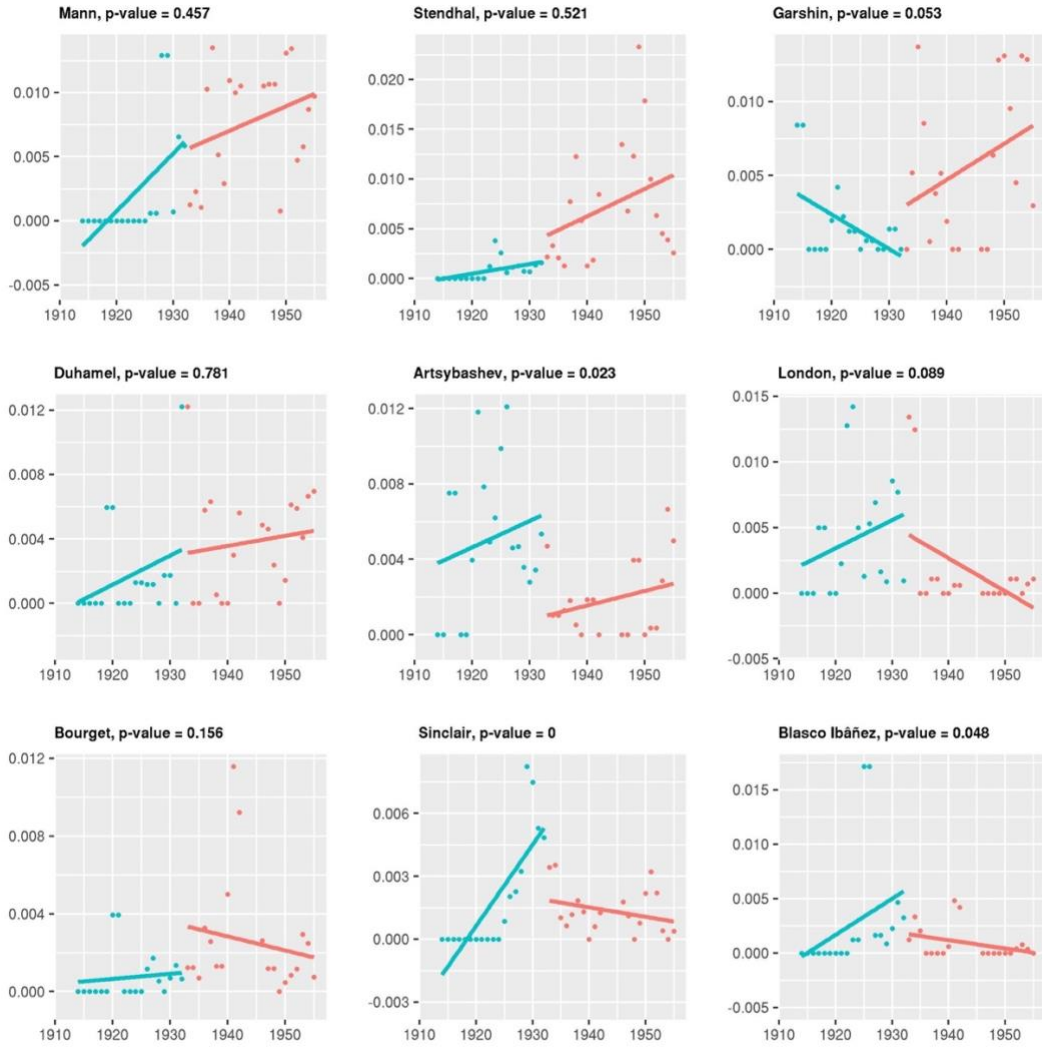 Mann, p-value = 0.457
0.010
0.005
0.000
-0.005
1910 1920 1930 1940 1950
Stendhal, p-value = 0.521
0.020
0.015
0.010
0.005
0.000
1910 1920 1930 1940 1950
Garshin, p-value = 0.053
0.010
0.005
0.000
1910 1920 1930 1940 1950
Duhamel, p-value = 0.781
0.012
0.008
0.004
0.000
1910 1920 1930 1940 1950
Artsybashev, p-value = 0.023
0.012
0.008
0.004
0.000
1910 1920 1930 1940 1950
London, p-value = 0.089
0.015
0.010
0.005
0.000
-0.005
1910 1920 1930 1940 1950
Bourget, p-value = 0.156
0.012
0.008
0.004
0.000
1910 1920 1930 1940 1950
Sinclair, p-value = 0
0.006
0.003
0.000
-0.003
1910 1920 1930 1940 1950
Blasco Ibâñez, p-value = 0.048
0.015
0.010
0.005
0.000
-0.005
1910 1920 1930 1940 1950